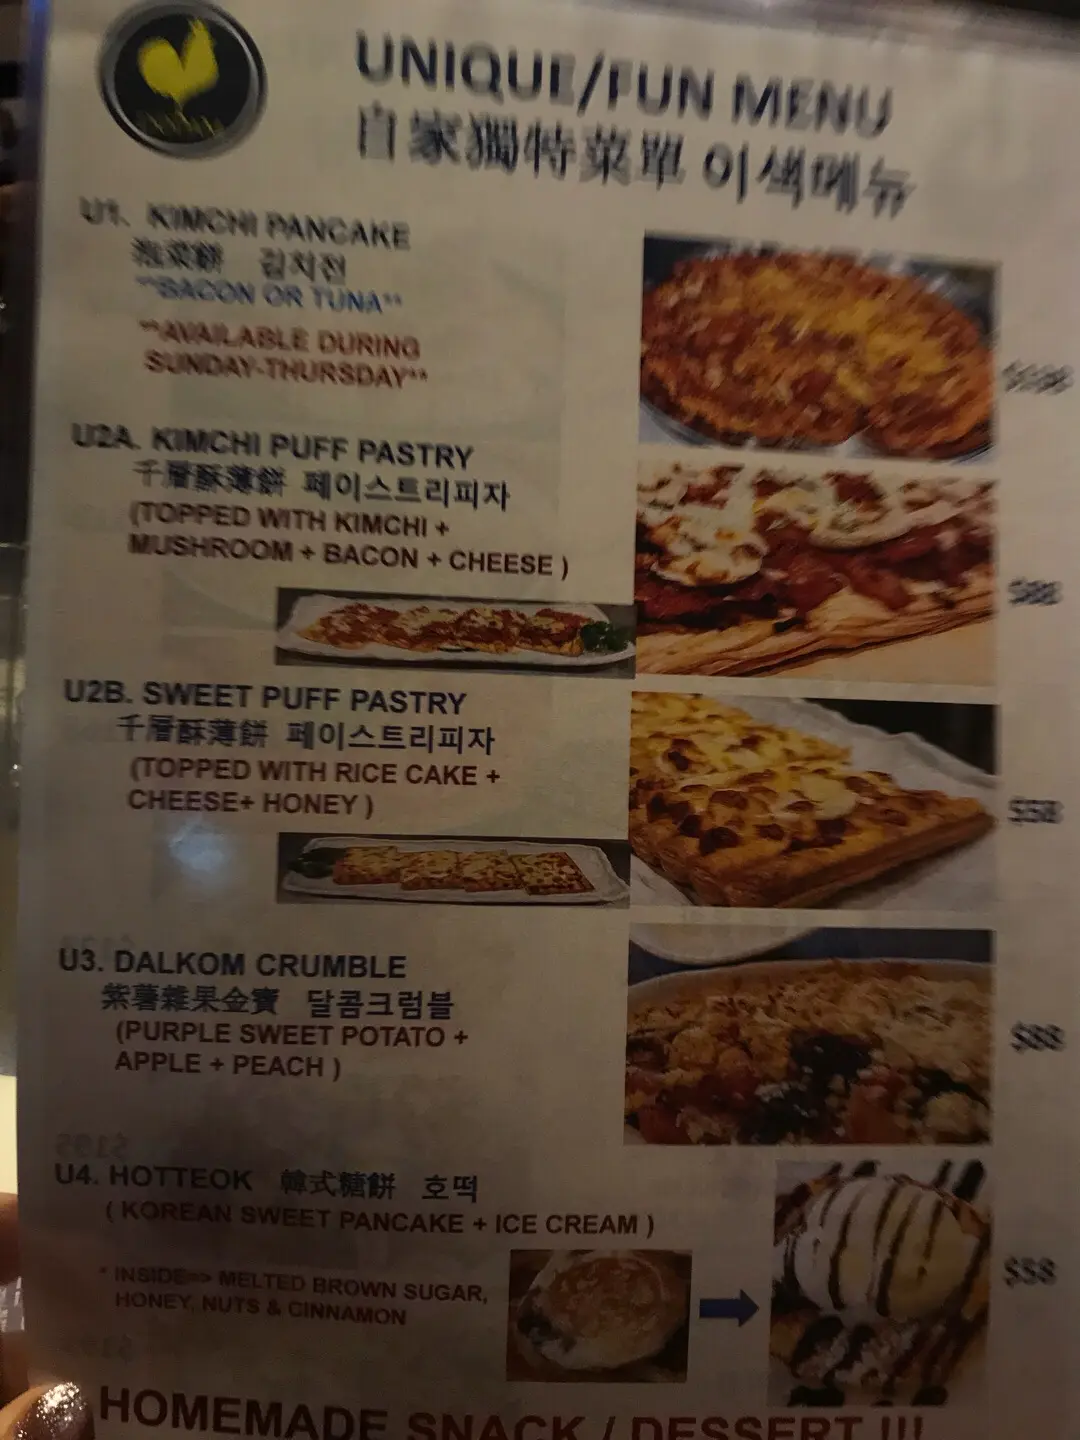 UNIQUE/FUN MENU
自家獨特菜單 이색메뉴
U1. KIMCHI PANCAKE
泡菜餅 김치전
**BACON OR TUNA**
**AVAILABLE DURING
SUNDAY-THURSDAY**
U2A. KIMCHI PUFF PASTRY
千層酥薄餅 페이스트리피자
(TOPPED WITH KIMCHI +
MUSHROOM + BACON + CHEESE )
$88
U2B. SWEET PUFF PASTRY
千層酥薄餅 페이스트리피자
(TOPPED WITH RICE CAKE +
CHEESE+ HONEY )
$58
U3. DALKOM CRUMBLE
紫薯雜果金寶 달콤크럼블
(PURPLE SWEET POTATO +
APPLE + PEACH )
$88
U4. HOTTEOK 韓式糖餅 호떡
( KOREAN SWEET PANCAKE + ICE CREAM )
* INSIDE=> MELTED BROWN SUGAR,
HONEY, NUTS & CINNAMON
$58
HOMEMADE SNACK / DESSERT !!!